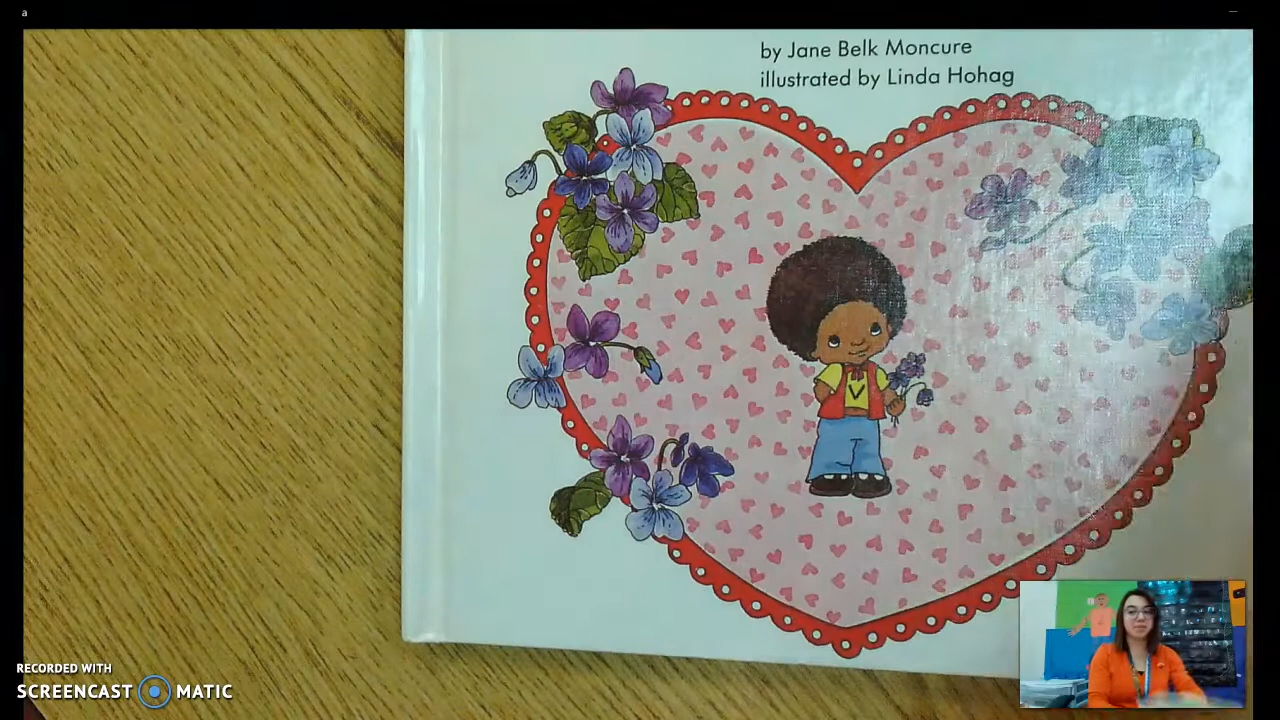 a
by Jane Belk Moncure
illustrated by Linda Hohag
V
RECORDED WITH
SCREENCAST MATIC